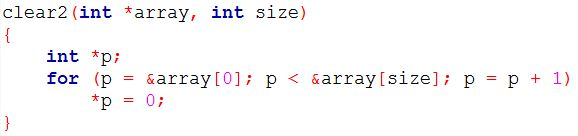 clear2(int *array, int size)
{
    int *p;
    for (p = &array[0]; p < &array[size]; p = p + 1)
        *p = 0;
}